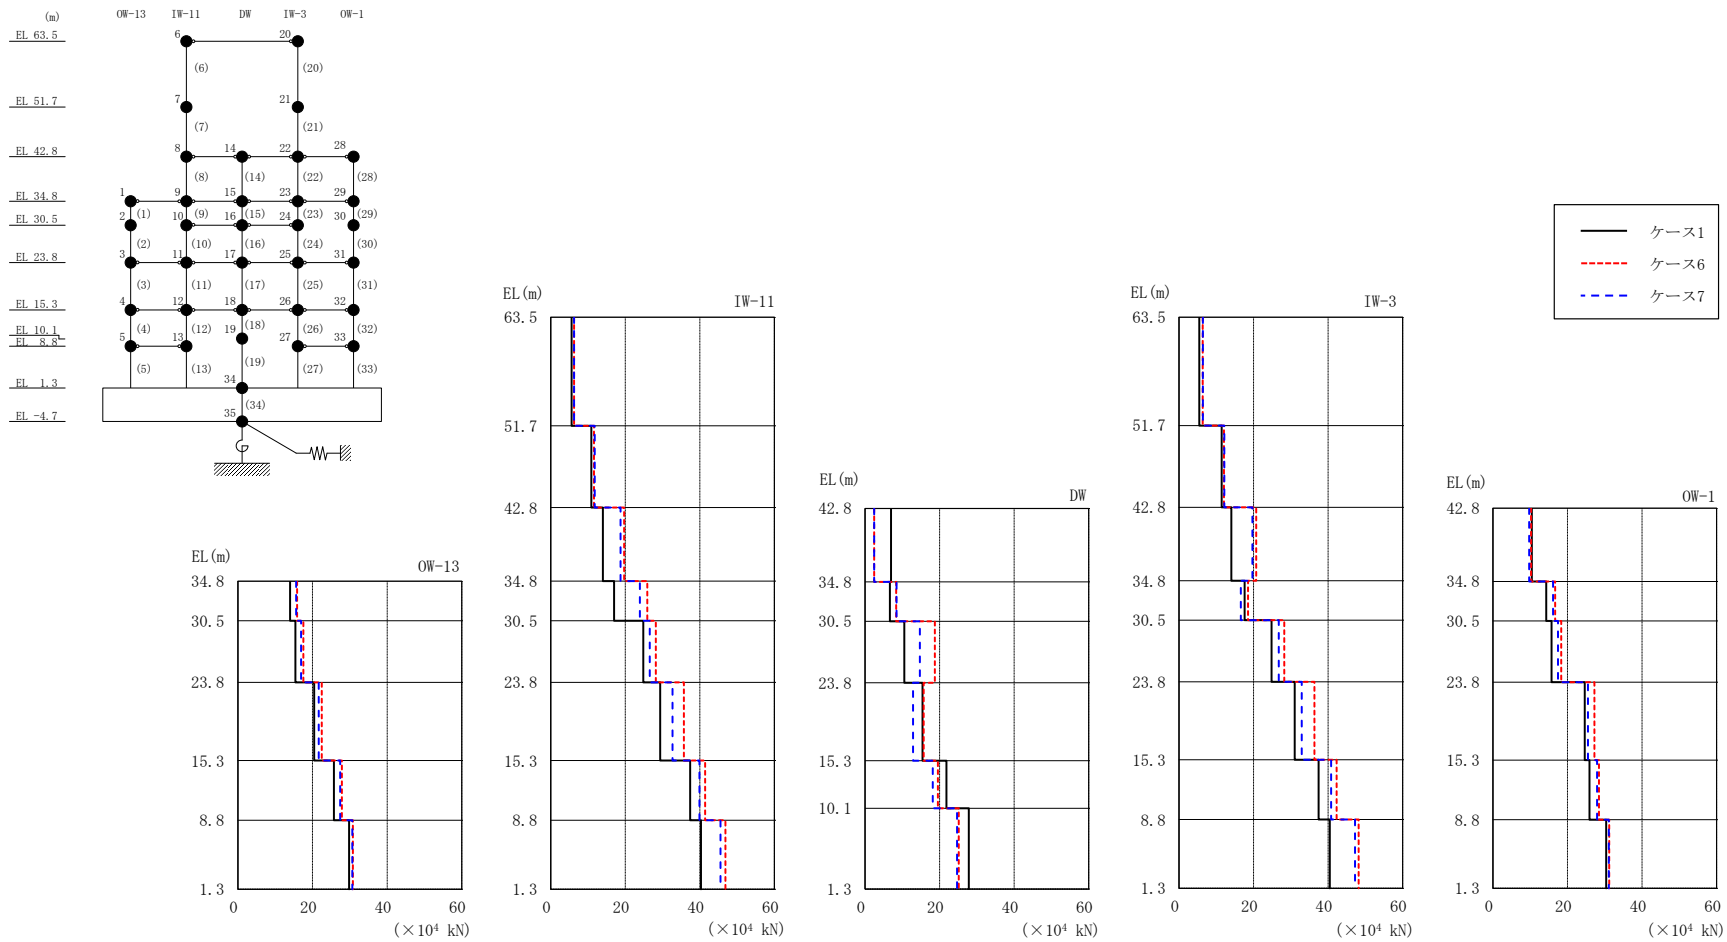 (m) OW-13 IW-11 DW IW-3 OW-1
EL 63.5 6 20
(6) (20)
EL 51.7 7 21
(7) (21)
EL 42.8 8 14 22 28
(8) (14) (22) (28)
EL 34.8 1 9 15 23 29
(1) (9) (15) (23) (29)
EL 30.5 2 10 16 24 30
(2) (10) (16) (24) (30)
EL 23.8 3 11 17 25 31
(3) (11) (17) (25) (31)
EL 15.3 4 12 18 26 32
(4) (12) (18) (26) (32)
EL 10.1 19
EL 8.8 5 13 27 33
(5) (13) (19) (27) (33)
EL 1.3 34
(34)
EL -4.7 35
ケース1
ケース6
ケース7
EL(m) OW-13
34.8
30.5
23.8
15.3
8.8
1.3
0 20 40 60
(×10⁴ kN)
EL(m) IW-11
63.5
51.7
42.8
34.8
30.5
23.8
15.3
8.8
1.3
0 20 40 60
(×10⁴ kN)
EL(m) DW
42.8
34.8
30.5
23.8
15.3
10.1
1.3
0 20 40 60
(×10⁴ kN)
EL(m) IW-3
63.5
51.7
42.8
34.8
30.5
23.8
15.3
8.8
1.3
0 20 40 60
(×10⁴ kN)
EL(m) OW-1
42.8
34.8
30.5
23.8
15.3
8.8
1.3
0 20 40 60
(×10⁴ kN)